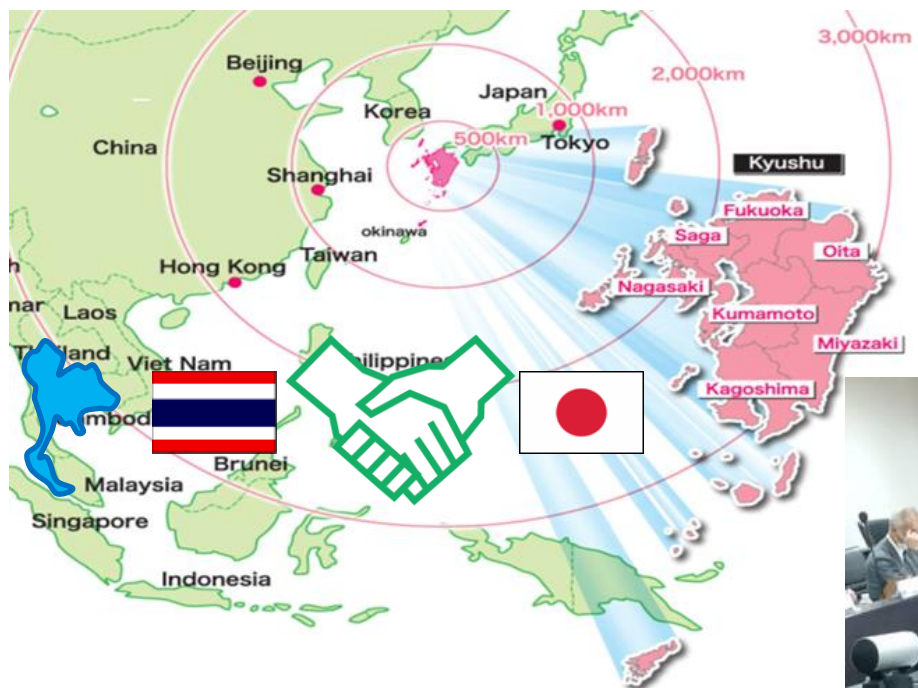 3,000km
Beijing
2,000km
Japan
Korea
1,000km
500km
Tokyo
China
Kyushu
Shanghai
Fukuoka
okinawa
Saga
Oita
Taiwan
Hong Kong
Nagasaki
mar
Laos
Kumamoto
Miyazaki
Viet Nam
Kagoshima
Brunei
Malaysia
Singapore
Indonesia